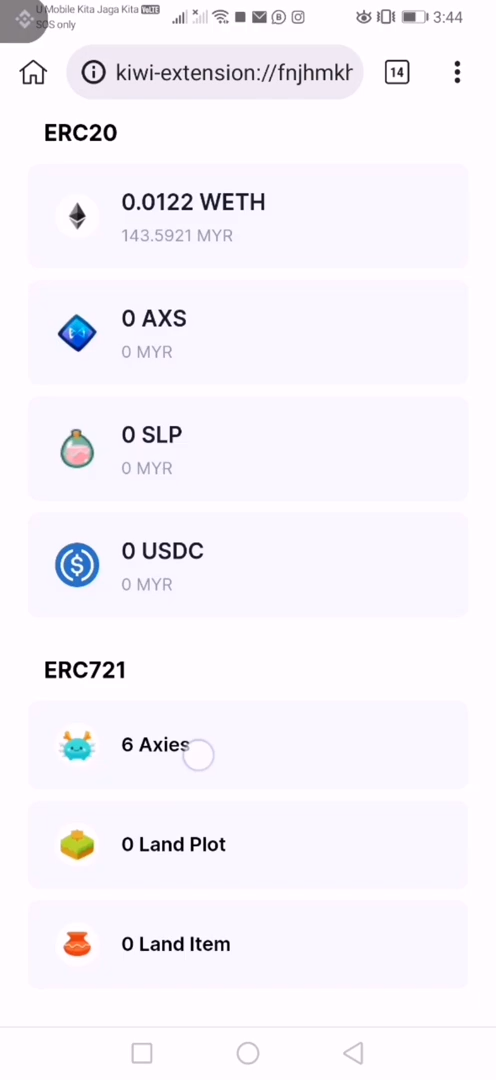 U Mobile Kita Jaga Kita VoLTE
SOS only
3:44
kiwi-extension://fnjhmkh
14
ERC20
0.0122 WETH
143.5921 MYR
0 AXS
0 MYR
0 SLP
0 MYR
0 USDC
0 MYR
ERC721
6 Axies
0 Land Plot
0 Land Item